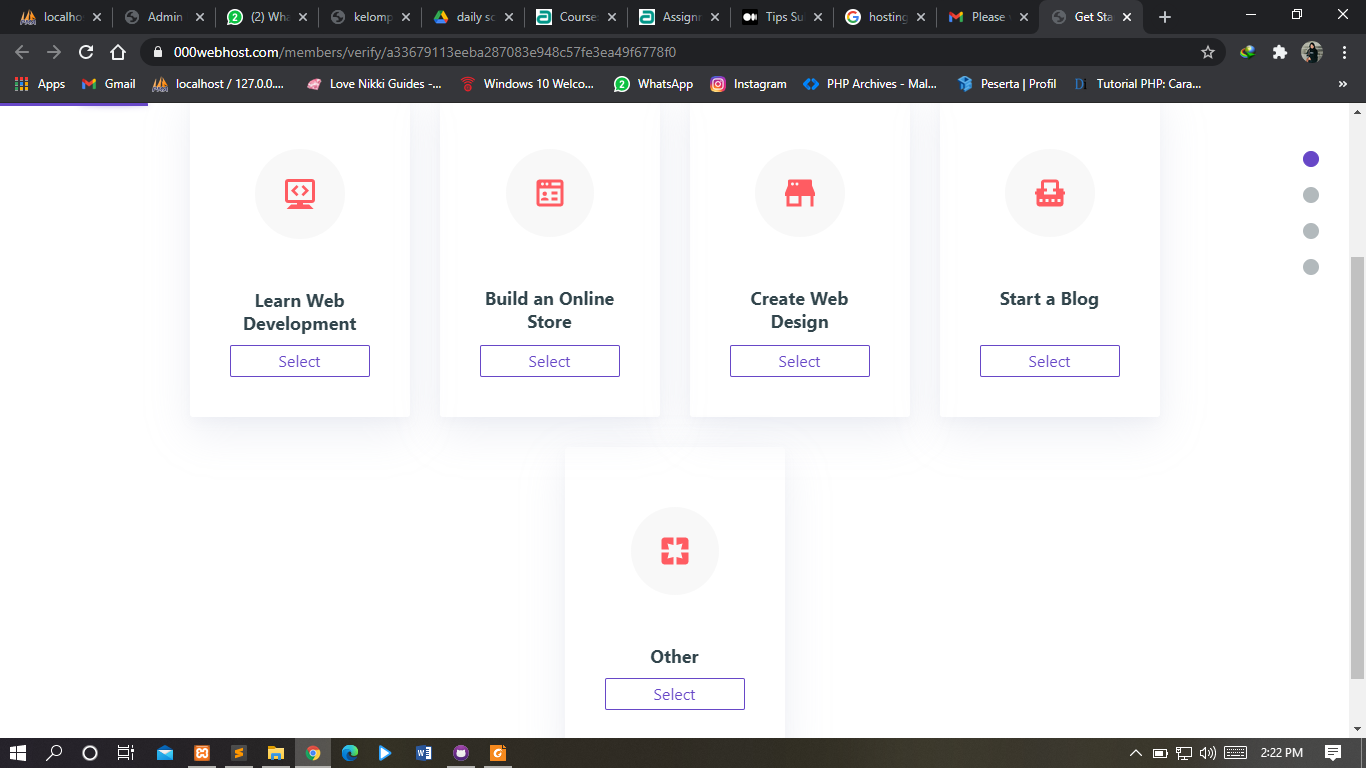 localhos
Admin
(2) Wha
kelomp
daily sc
Course:
Assignm
Tips Su
hosting
Please v
Get Sta
000webhost.com/members/verify/a33679113eeba287083e948c57fe3ea49f6778f0
Apps
Gmail
localhost / 127.0.0....
Love Nikki Guides -...
Windows 10 Welco...
2
WhatsApp
Instagram
PHP Archives - Mal...
Peserta | Profil
Tutorial PHP: Cara...
»
Learn Web
Development
Select
Build an Online
Store
Select
Create Web
Design
Select
Start a Blog
Select
Other
Select
2:22 PM